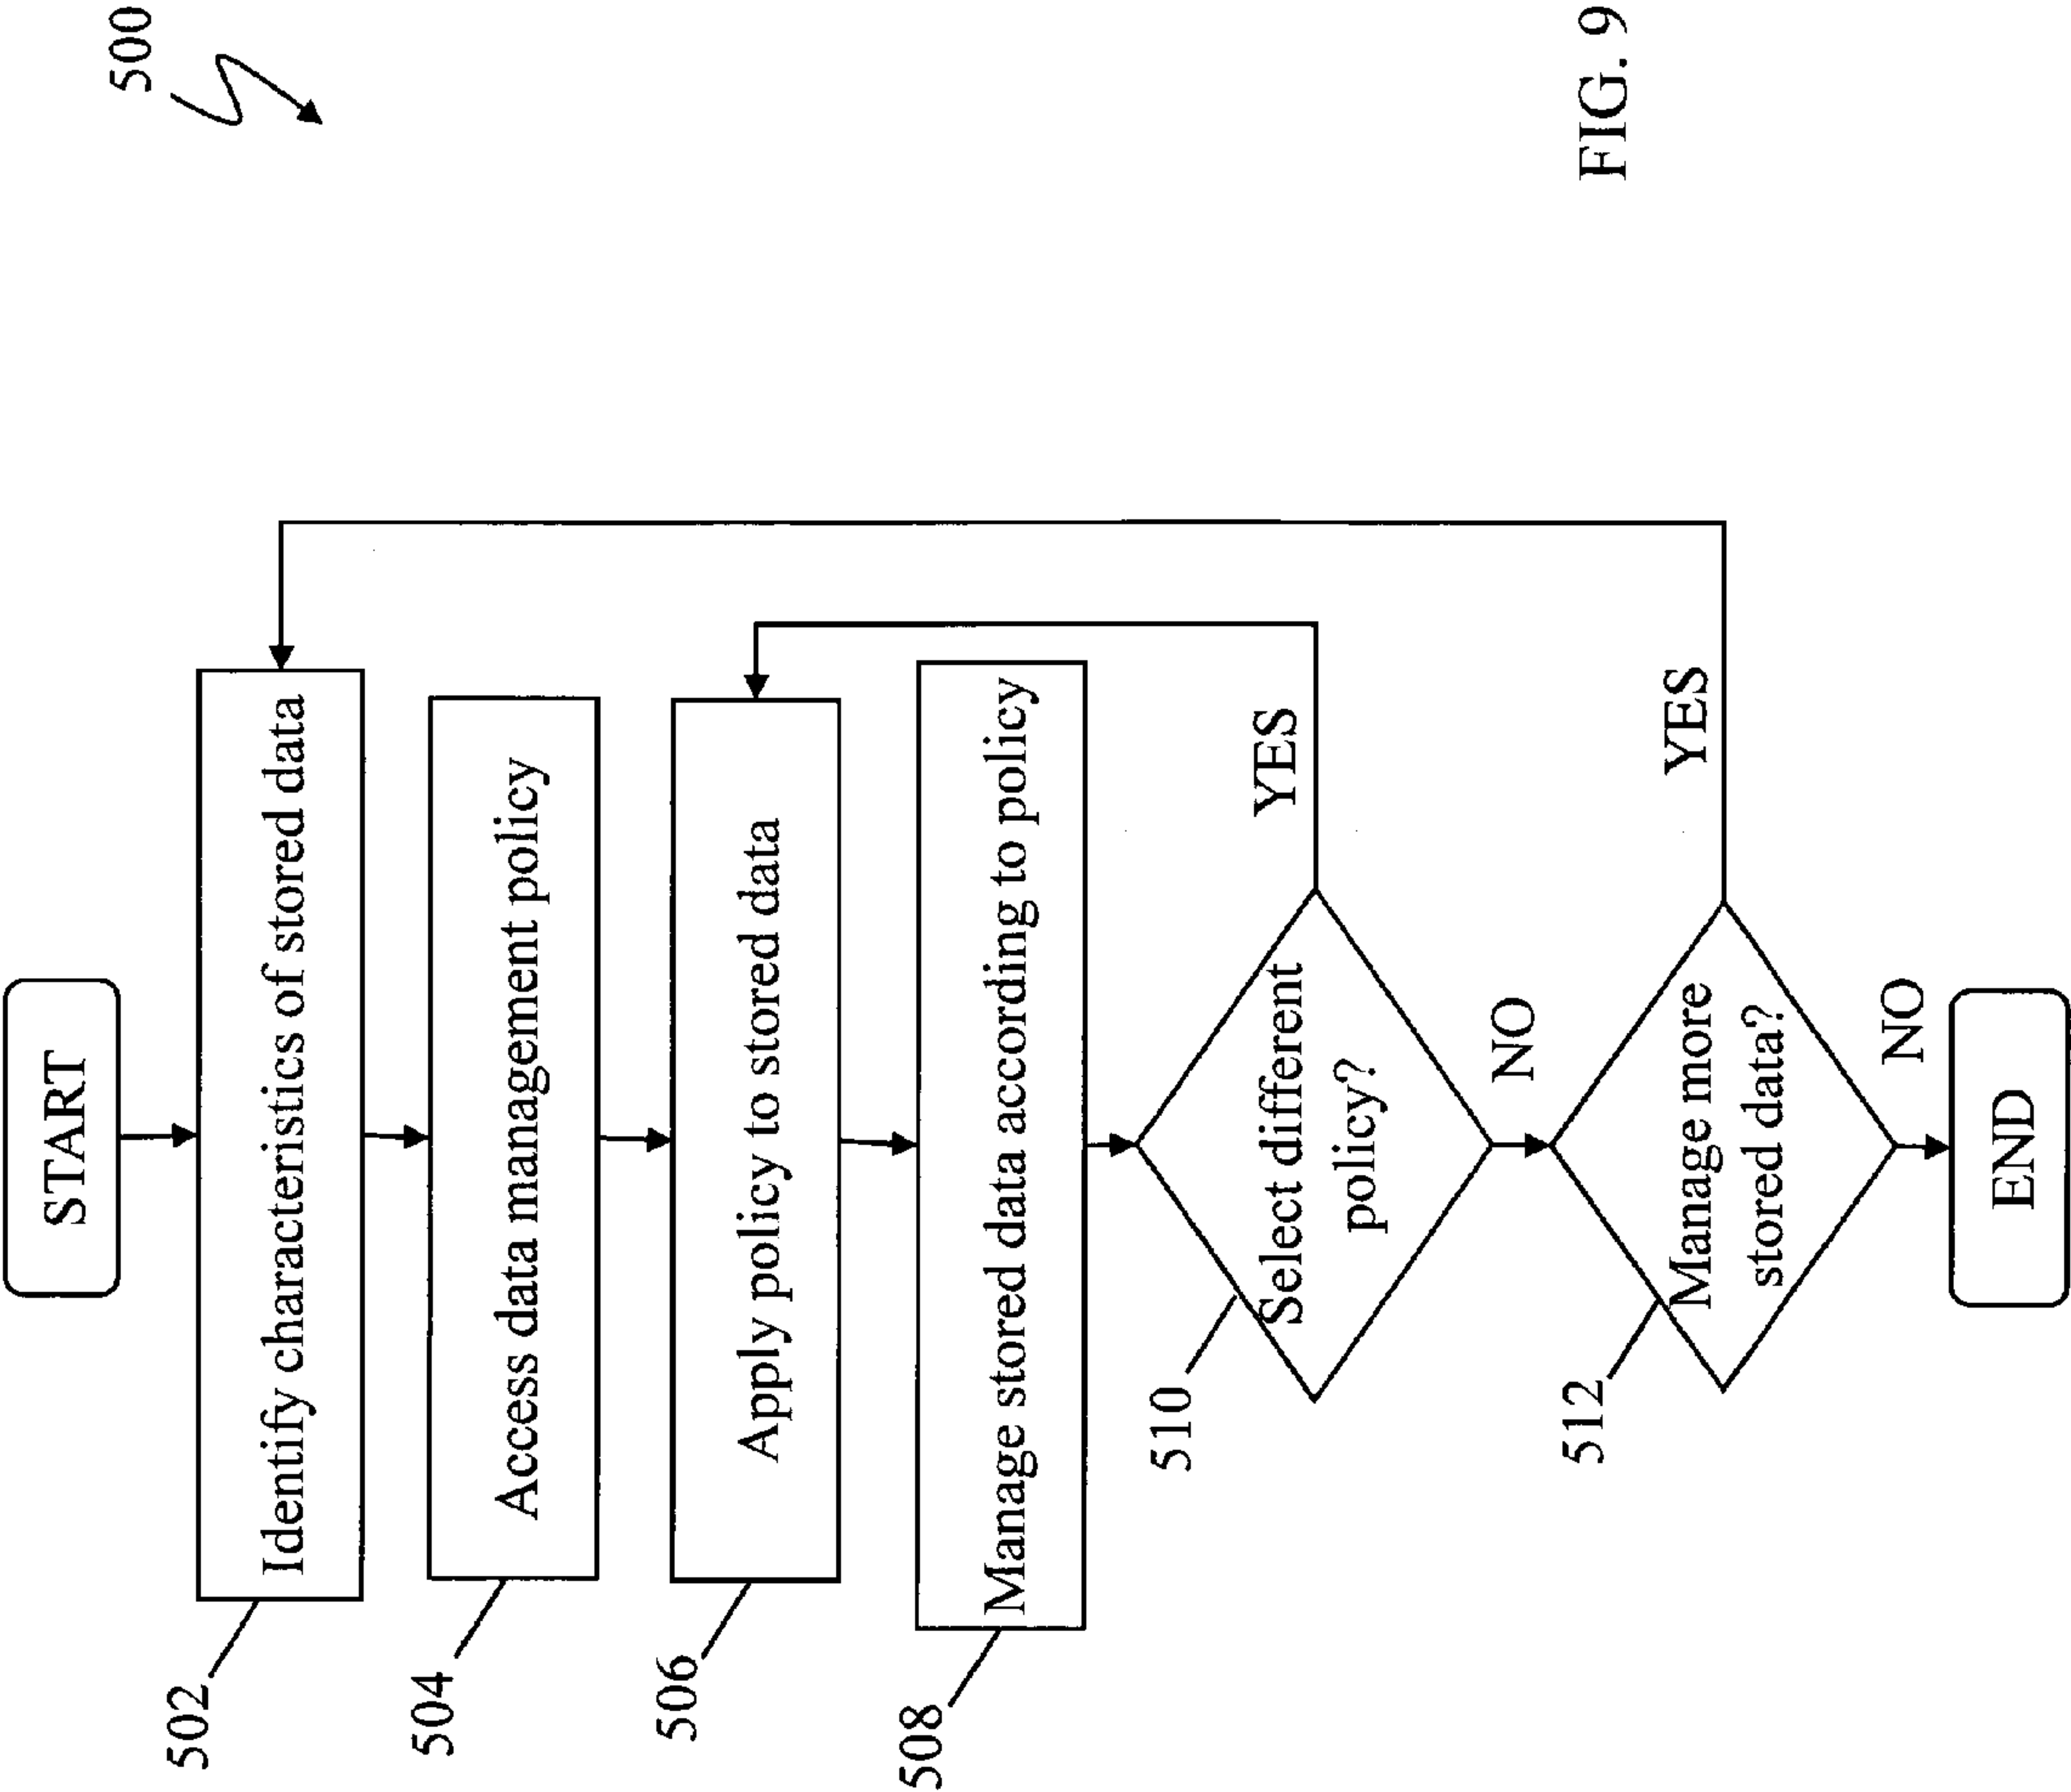 500
START
502
Identify characteristics of stored data
504
Access data management policy
506
Apply policy to stored data
508
Manage stored data according to policy
510
Select different
policy?
YES
NO
512
Manage more
stored data?
YES
NO
END
FIG. 9